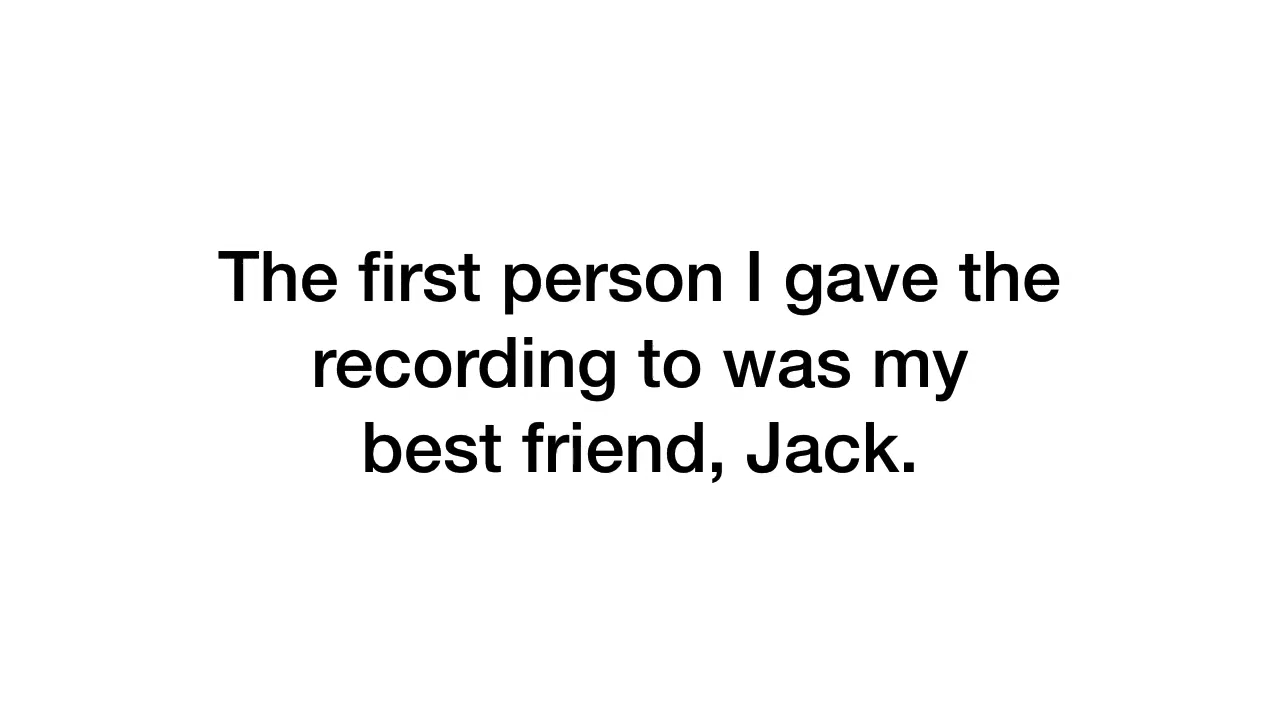 The first person I gave the
recording to was my
best friend, Jack.